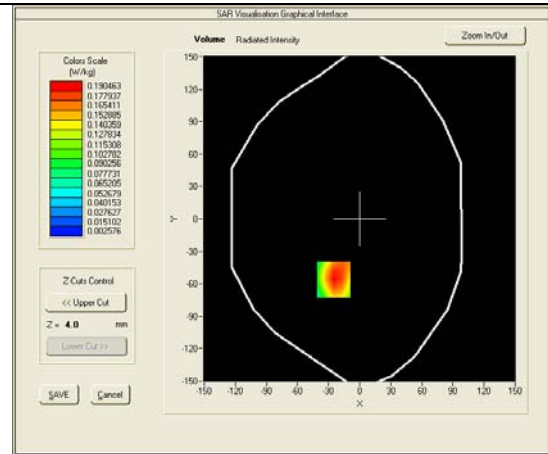 SAR Visualisation Graphical Interface
Volume Radiated Intensity
Zoom In/Out
Colors Scale
(W/kg)
0.190463
0.177937
0.165411
0.152885
0.140359
0.127834
0.115308
0.102782
0.090256
0.077731
0.065205
0.052679
0.040153
0.027627
0.015102
0.002576
Z Cuts Control
<< Upper Cut
Z = 4.0 mm
Lower Cut >>
SAVE Cancel
150-
120-
90-
60-
30-
0-
-30-
-60-
-90-
-120-
-150-
Y
-150 -120 -90 -60 -30 0 30 60 90 120 150
X